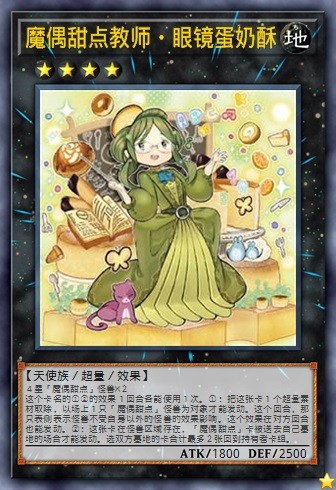 魔偶甜点教师·眼镜蛋奶酥
地
【天使族/超量/效果】
4星「魔偶甜点」怪兽×2
这个卡名的①②的效果1回合各能使用1次。①：把这张卡1个超量素
材取除，以场上1只「魔偶甜点」怪兽为对象才能发动。这个回合，那
只表侧表示怪兽不受自身以外的怪兽的效果影响。这个效果在对方回合
也能发动。②：这张卡在怪兽区域存在，「魔偶甜点」卡被送去自己墓
地的场合才能发动。选双方墓地的卡合计最多2张回到持有者卡组。
ATK/1800 DEF/2500